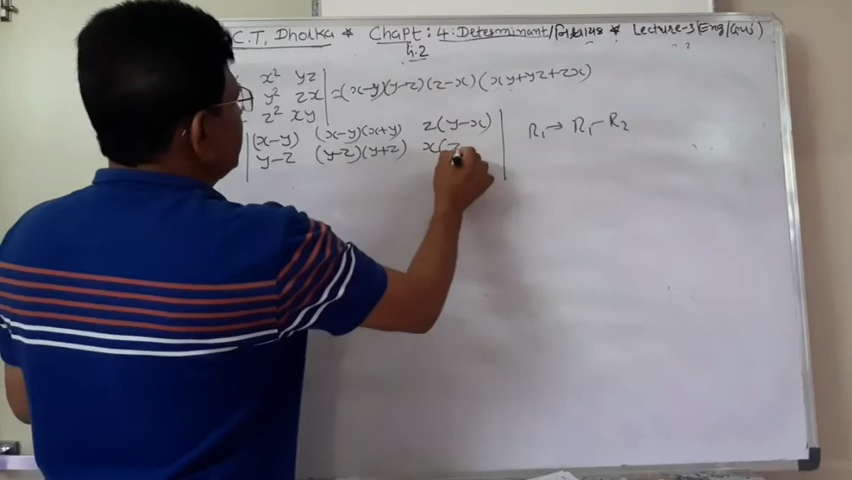 C.T, Dholka * Chapt: 4. Determinant/ * Lecture-3 (Eng/Guj)
h.2
x² yz
y² zx = (x-y)(y-z)(z-x)(xy+yz+zx)
z² xy
(x-y) (x-y)(x+y) z(y-x) R₁→ R₁-R₂
y-z (y-z)(y+z) x(z